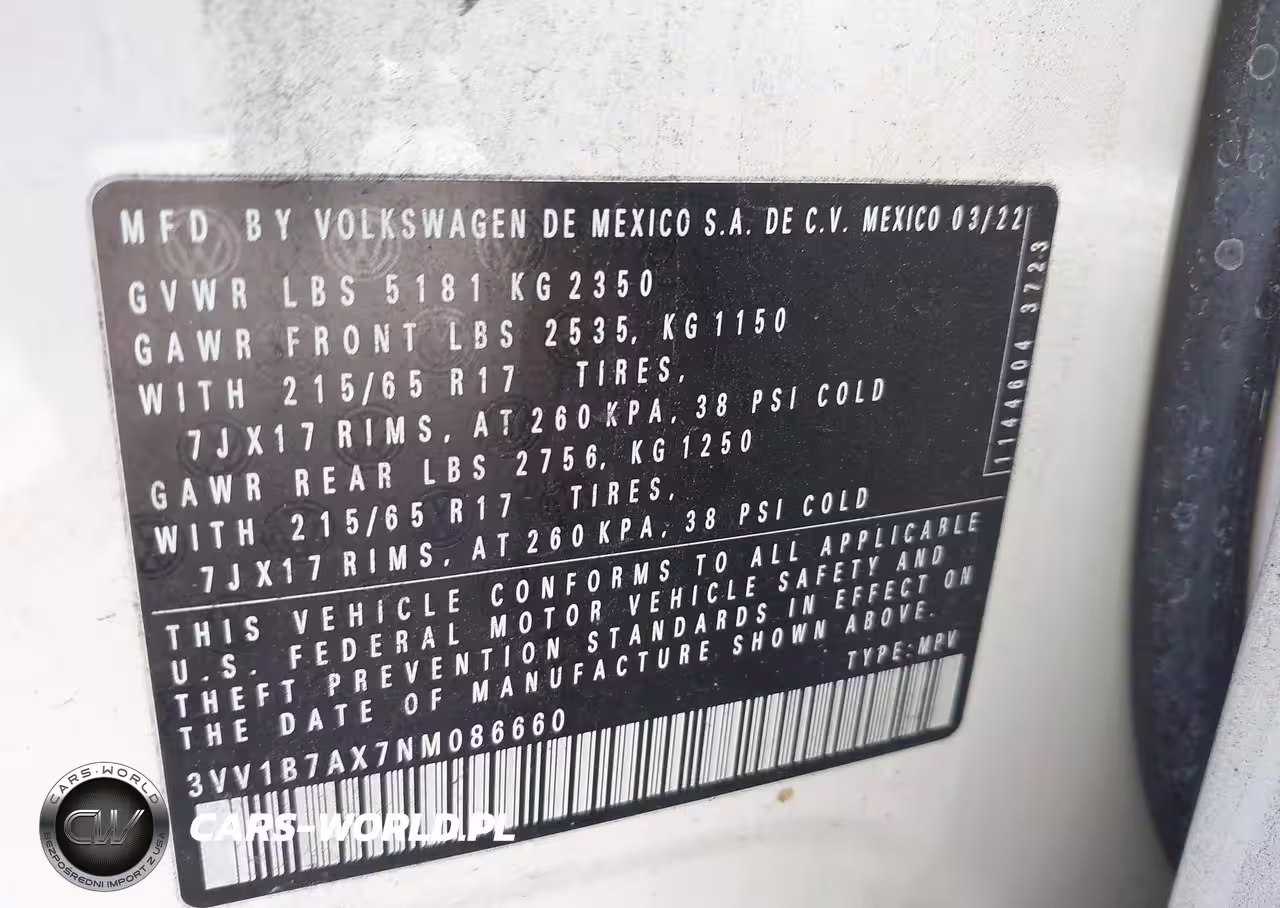 MFD BY VOLKSWAGEN DE MEXICO S.A. DE C.V. MEXICO 03/22
GVWR LBS 5181 KG 2350
GAWR FRONT LBS 2535, KG 1150
WITH 215/65 R17 TIRES,
7JX17 RIMS, AT 260 KPA, 38 PSI COLD
GAWR REAR LBS 2756, KG 1250
WITH 215/65 R17 TIRES,
7JX17 RIMS, AT 260 KPA, 38 PSI COLD
1144604 3723
THIS VEHICLE CONFORMS TO ALL APPLICABLE
U.S. FEDERAL MOTOR VEHICLE SAFETY AND
THEFT PREVENTION STANDARDS IN EFFECT ON
THE DATE OF MANUFACTURE SHOWN ABOVE.
TYPE: MPV
3VV1B7AX7NM086660
CARS-WORLD
CW
BEZPOŚREDNI IMPORT Z USA
CARS-WORLD.PL